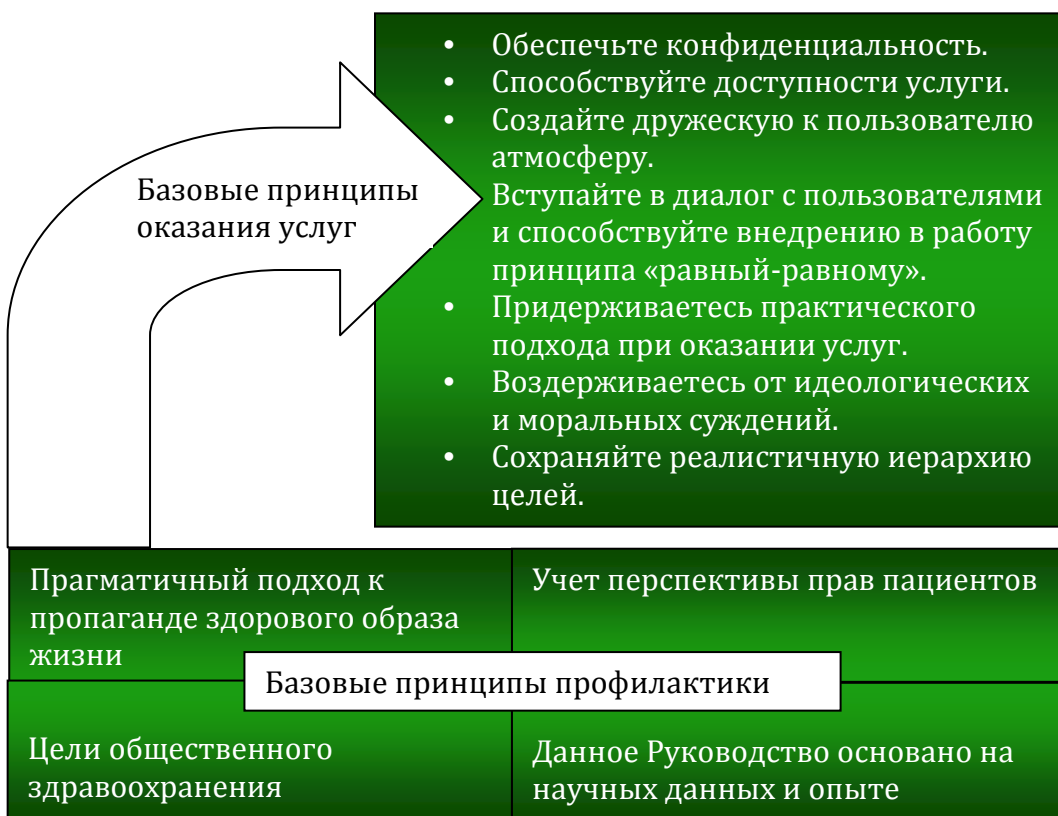 Базовые принципы
оказания услуг
• Обеспечьте конфиденциальность.
• Способствуйте доступности услуги.
• Создайте дружескую к пользователю
атмосферу.
• Вступайте в диалог с пользователями
и способствуйте внедрению в работу
принципа «равный-равному».
• Придерживаетесь практического
подхода при оказании услуг.
• Воздерживаетесь от идеологических
и моральных суждений.
• Сохраняйте реалистичную иерархию
целей.
Прагматичный подход к
пропаганде здорового образа
жизни
Учет перспективы прав пациентов
Базовые принципы профилактики
Цели общественного
здравоохранения
Данное Руководство основано на
научных данных и опыте